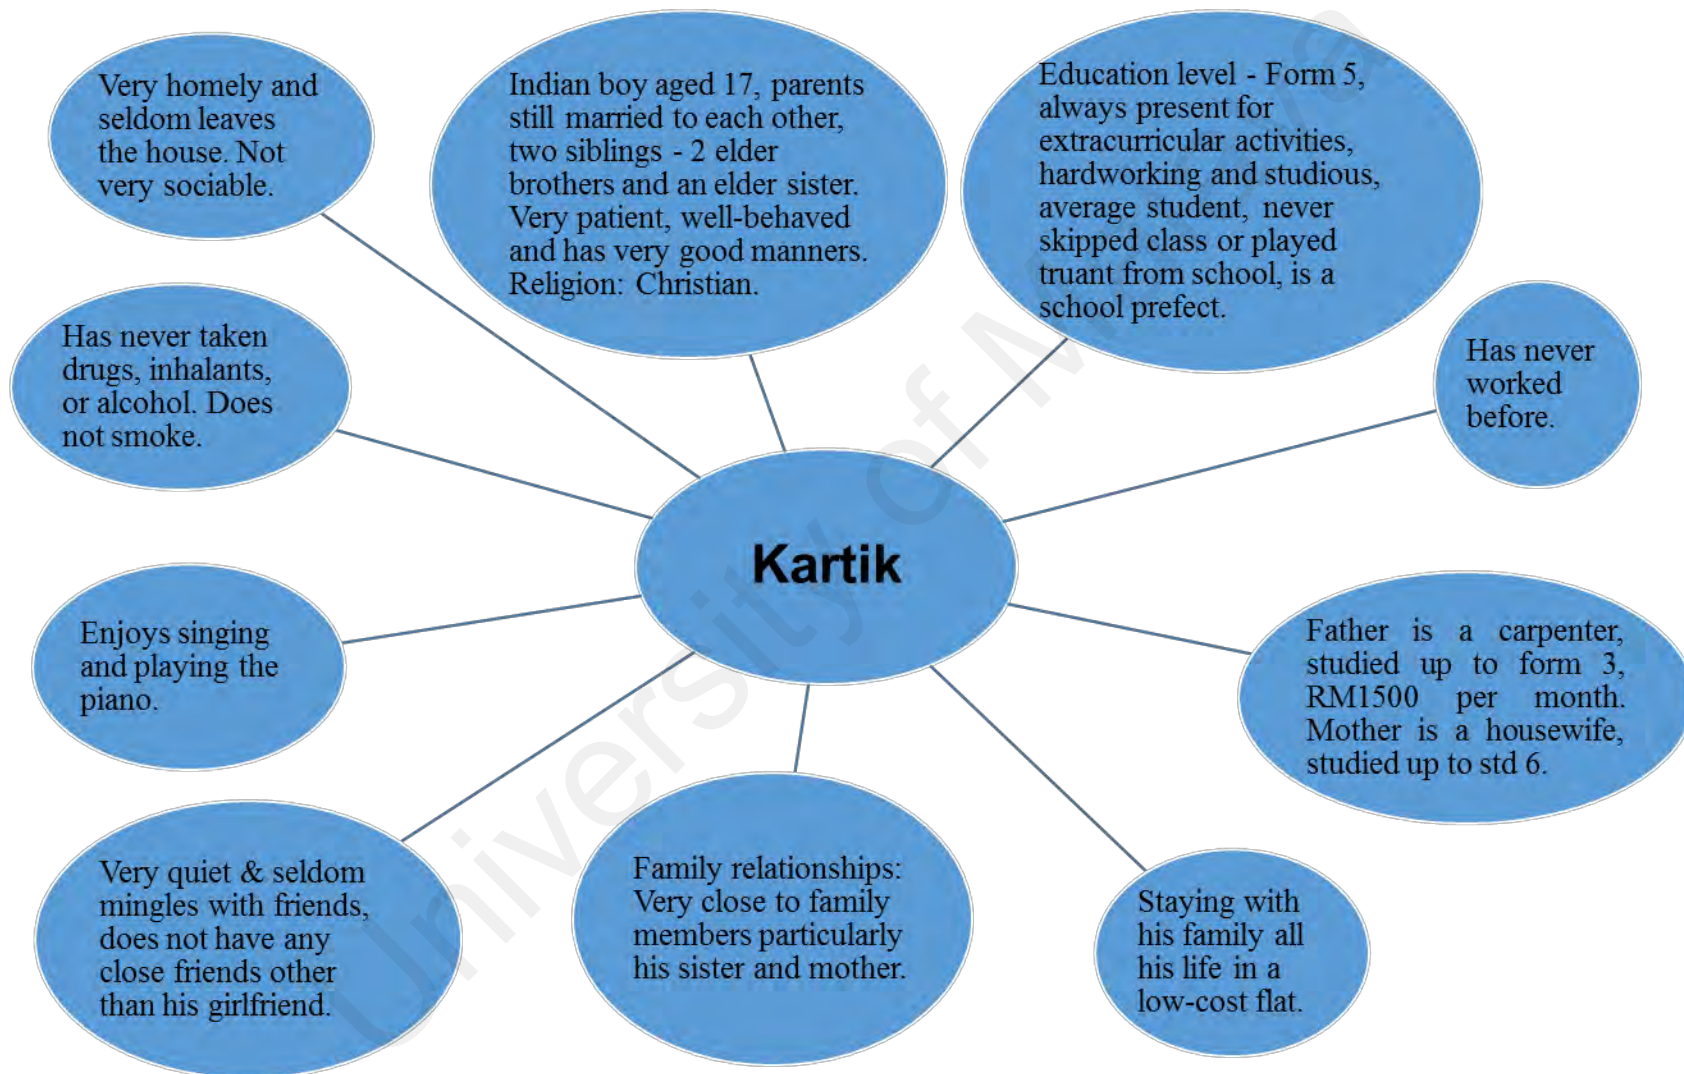 Very homely and
seldom leaves
the house. Not
very sociable.
Indian boy aged 17, parents
still married to each other,
two siblings - 2 elder
brothers and an elder sister.
Very patient, well-behaved
and has very good manners.
Religion: Christian.
Education level - Form 5,
always present for
extracurricular activities,
hardworking and studious,
average student, never
skipped class or played
truant from school, is a
school prefect.
Has never taken
drugs, inhalants,
or alcohol. Does
not smoke.
Has never
worked
before.
Kartik
Enjoys singing
and playing the
piano.
Father is a carpenter,
studied up to form 3,
RM1500 per month.
Mother is a housewife,
studied up to std 6.
Very quiet & seldom
mingles with friends,
does not have any
close friends other
than his girlfriend.
Family relationships:
Very close to family
members particularly
his sister and mother.
Staying with
his family all
his life in a
low-cost flat.
University of